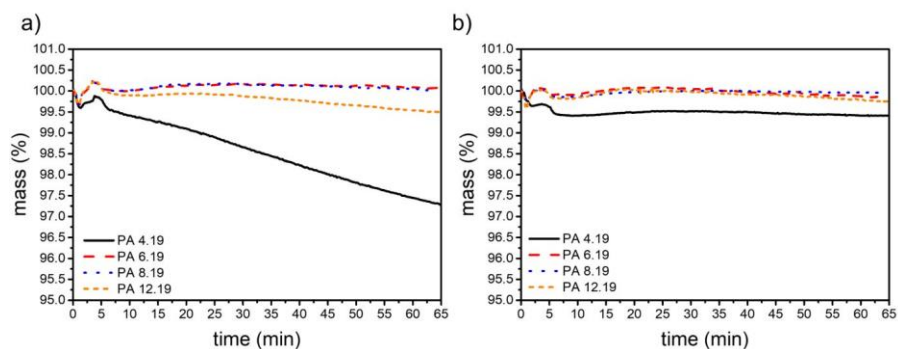 a)
101.0
100.5
100.0
99.5
99.0
98.5
98.0
97.5
97.0
96.5
96.0
95.5
95.0
mass (%)
PA 4.19
PA 6.19
PA 8.19
PA 12.19
0 5 10 15 20 25 30 35 40 45 50 55 60 65
time (min)
b)
101.0
100.5
100.0
99.5
99.0
98.5
98.0
97.5
97.0
96.5
96.0
95.5
95.0
mass (%)
PA 4.19
PA 6.19
PA 8.19
PA 12.19
0 5 10 15 20 25 30 35 40 45 50 55 60 65
time (min)